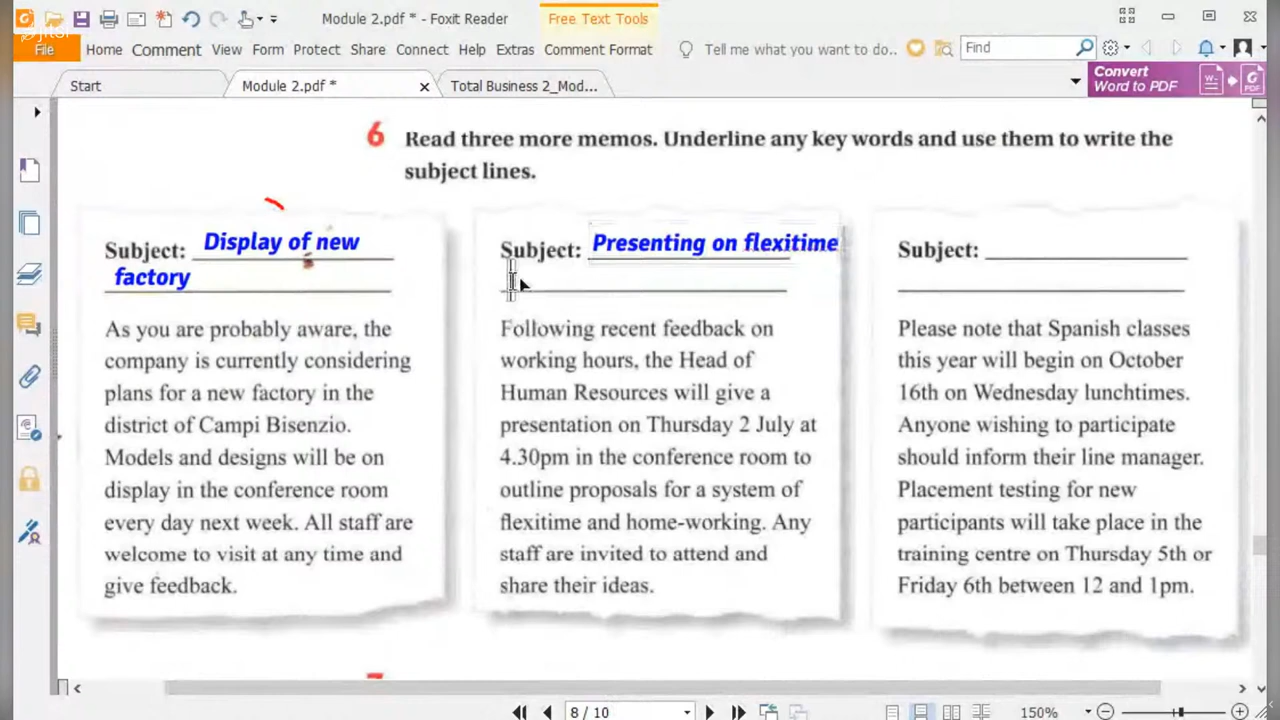 Module 2.pdf * - Foxit Reader
Free Text Tools
File Home Comment View Form Protect Share Connect Help Extras Comment Format Tell me what you want to do.. Find
Start
Module 2.pdf *
Total Business 2_Mod...
Convert
Word to PDF
6 Read three more memos. Underline any key words and use them to write the
subject lines.
Subject: Display of new
factory
As you are probably aware, the
company is currently considering
plans for a new factory in the
district of Campi Bisenzio.
Models and designs will be on
display in the conference room
every day next week. All staff are
welcome to visit at any time and
give feedback.
Subject: Presenting on flexitime
Following recent feedback on
working hours, the Head of
Human Resources will give a
presentation on Thursday 2 July at
4.30pm in the conference room to
outline proposals for a system of
flexitime and home-working. Any
staff are invited to attend and
share their ideas.
Subject:
Please note that Spanish classes
this year will begin on October
16th on Wednesday lunchtimes.
Anyone wishing to participate
should inform their line manager.
Placement testing for new
participants will take place in the
training centre on Thursday 5th or
Friday 6th between 12 and 1pm.
8 / 10
150%